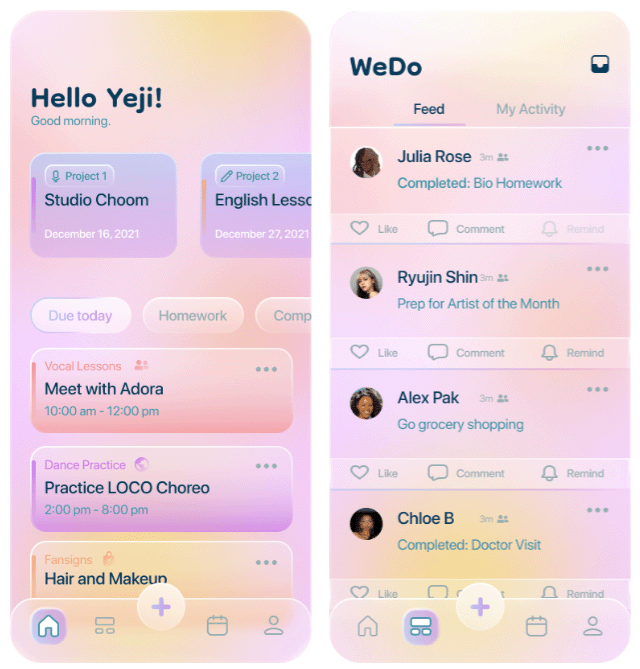 Hello Yeji!
Good morning.
Project 1
Studio Choom
December 16, 2021
Project 2
English Lesso
December 27, 2021
Due today
Homework
Comp
Vocal Lessons
Meet with Adora
10:00 am - 12:00 pm
Dance Practice
Practice LOCO Choreo
2:00 pm - 8:00 pm
Fansigns
Hair and Makeup
WeDo
Feed My Activity
Julia Rose 3m
Completed: Bio Homework
Like Comment Remind
Ryujin Shin 3m
Prep for Artist of the Month
Like Comment Remind
Alex Pak 3m
Go grocery shopping
Like Comment Remind
Chloe B 3m
Completed: Doctor Visit
Like Comment Remind